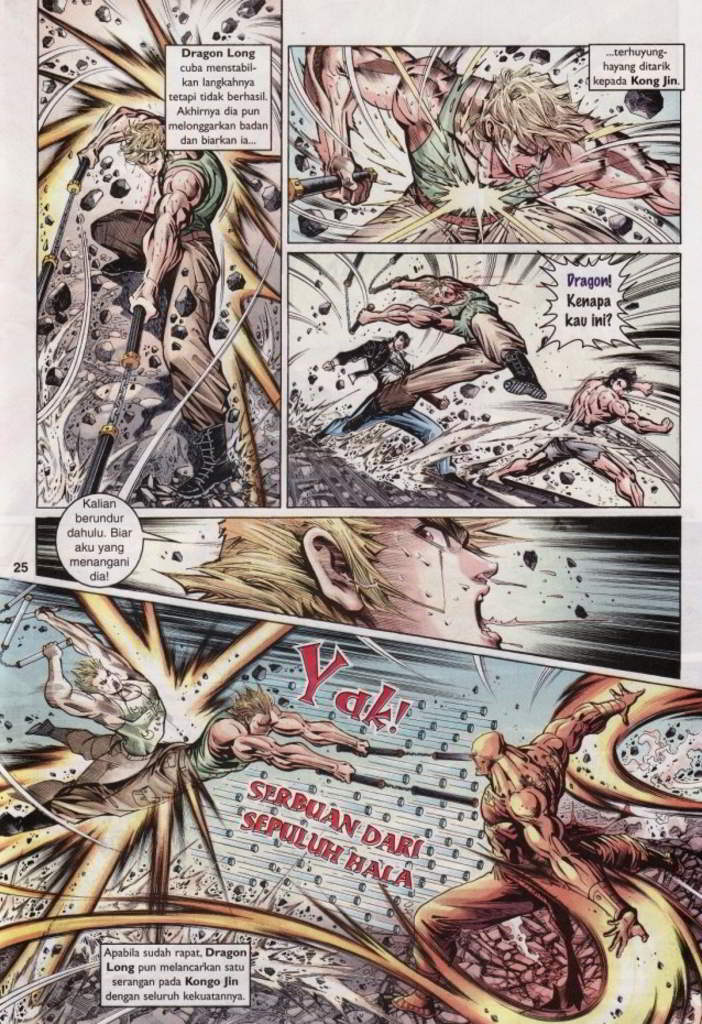 Dragon Long
cuba menstabil-
kan langkahnya
tetapi tidak berhasil.
Akhirnya dia pun
melonggarkan badan
dan biarkan ia...
...terhuyung-
hayang ditarik
kepada Kong Jin.
Dragon!
Kenapa
kau ini?
Kalian
berundur
dahulu. Biar
aku yang
menangani
dia!
25
Yak!
SERBUAN DARI
SEPULUH HALA
Apabila sudah rapat, Dragon
Long pun melancarkan satu
serangan pada Kongo Jin
dengan seluruh kekuatannya.